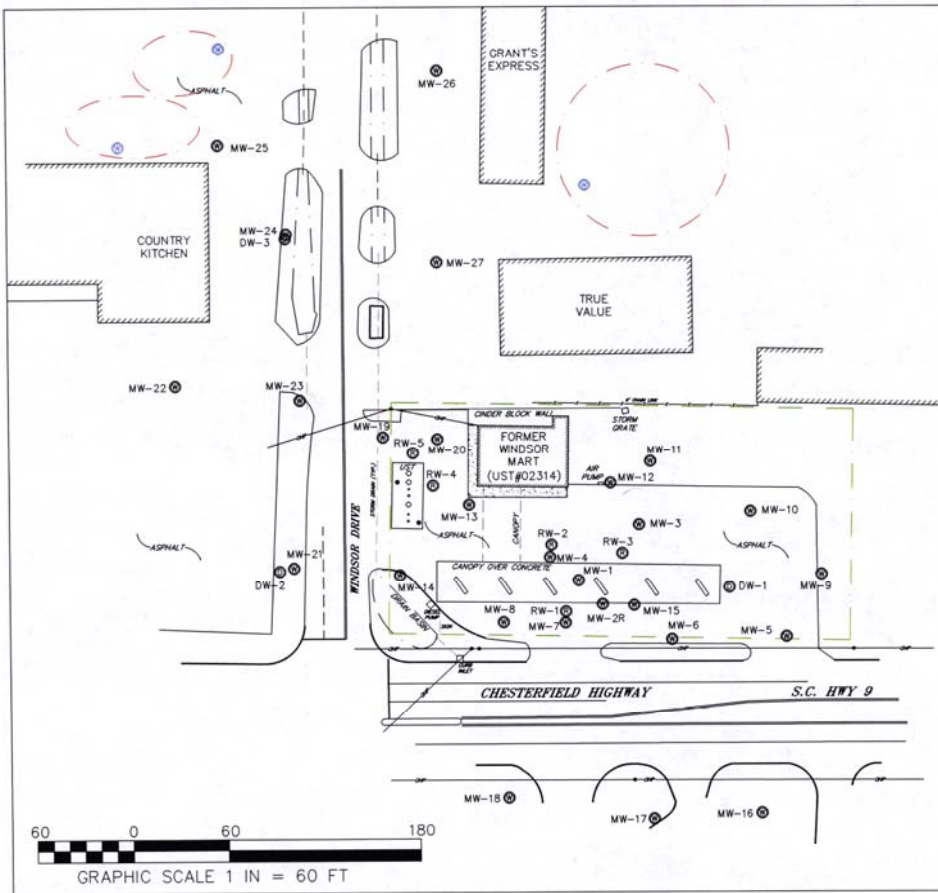 GRANT'S
EXPRESS
MW-26
ASPHALT
MW-25
MW-24
DW-3
COUNTRY
KITCHEN
MW-27
TRUE
VALUE
MW-22
MW-23
CINDER BLOCK WALL
STORM
GRATE
MW-19
MW-20
FORMER
WINDSOR
MART
(UST#02314)
RW-5
UST
RW-4
MW-11
AIR
PUMP
MW-12
STORM DRAIN (TYP.)
MW-13
MW-10
WINDSOR DRIVE
ASPHALT
CANOPY
MW-3
ASPHALT
RW-2
RW-3
ASPHALT
MW-4
MW-21
DW-2
CANOPY OVER CONCRETE
MW-1
DW-1
MW-9
MW-14
DRAIN BASIN
MW-8
RW-1
MW-7
MW-2R
MW-15
MW-6
MW-5
SIGN
CURB
INLET
CHESTERFIELD HIGHWAY
S.C. HWY 9
MW-18
MW-17
MW-16
60 0 60 180
GRAPHIC SCALE 1 IN = 60 FT